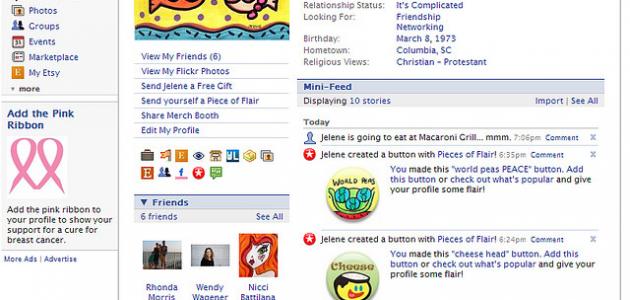 Photos
Groups
Events
Marketplace
My Etsy
more
Add the Pink
Ribbon
Add the pink ribbon to
your profile to show your
support for a cure for
breast cancer.
More Ads | Advertise
View My Friends (6)
View My Flickr Photos
Send Jelene a Free Gift
Send yourself a Piece of Flair
Share Merch Booth
Edit My Profile
Friends
6 friends See All
Rhonda
Morris
Wendy
Wagener
Nicci
Battilana
Relationship Status: It's Complicated
Looking For: Friendship
Networking
Birthday: March 8, 1973
Hometown: Columbia, SC
Religious Views: Christian - Protestant
Mini-Feed
Displaying 10 stories Import | See All
Today
Jelene is going to eat at Macaroni Grill... mmm. 7:06pm Comment x
Jelene created a button with Pieces of Flair! 6:35pm Comment x
WORLD PEAS
You made this "world peas PEACE" button. Add
this button or check out what's popular and give
your profile some flair!
Jelene created a button with Pieces of Flair! 6:24pm Comment x
Cheese
You made this "cheese head" button. Add this
button or check out what's popular and give your
profile some flair!